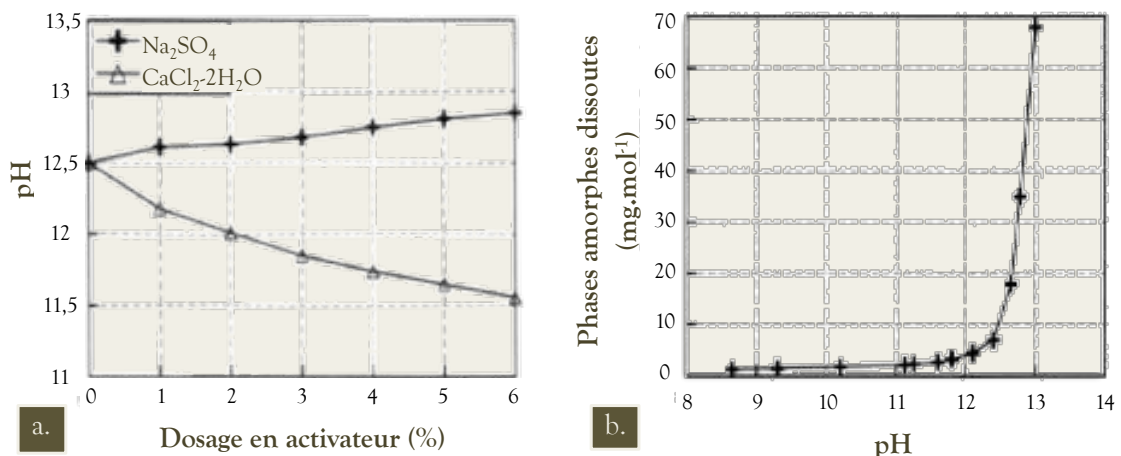 13,5
13
12,5
12
11,5
11
pH
Na₂SO₄
CaCl₂-2H₂O
0 1 2 3 4 5 6
Dosage en activateur (%)
a.
70
60
50
40
30
20
10
0
Phases amorphes dissoutes
(mg.mol⁻¹)
8 9 10 11 12 13 14
pH
b.